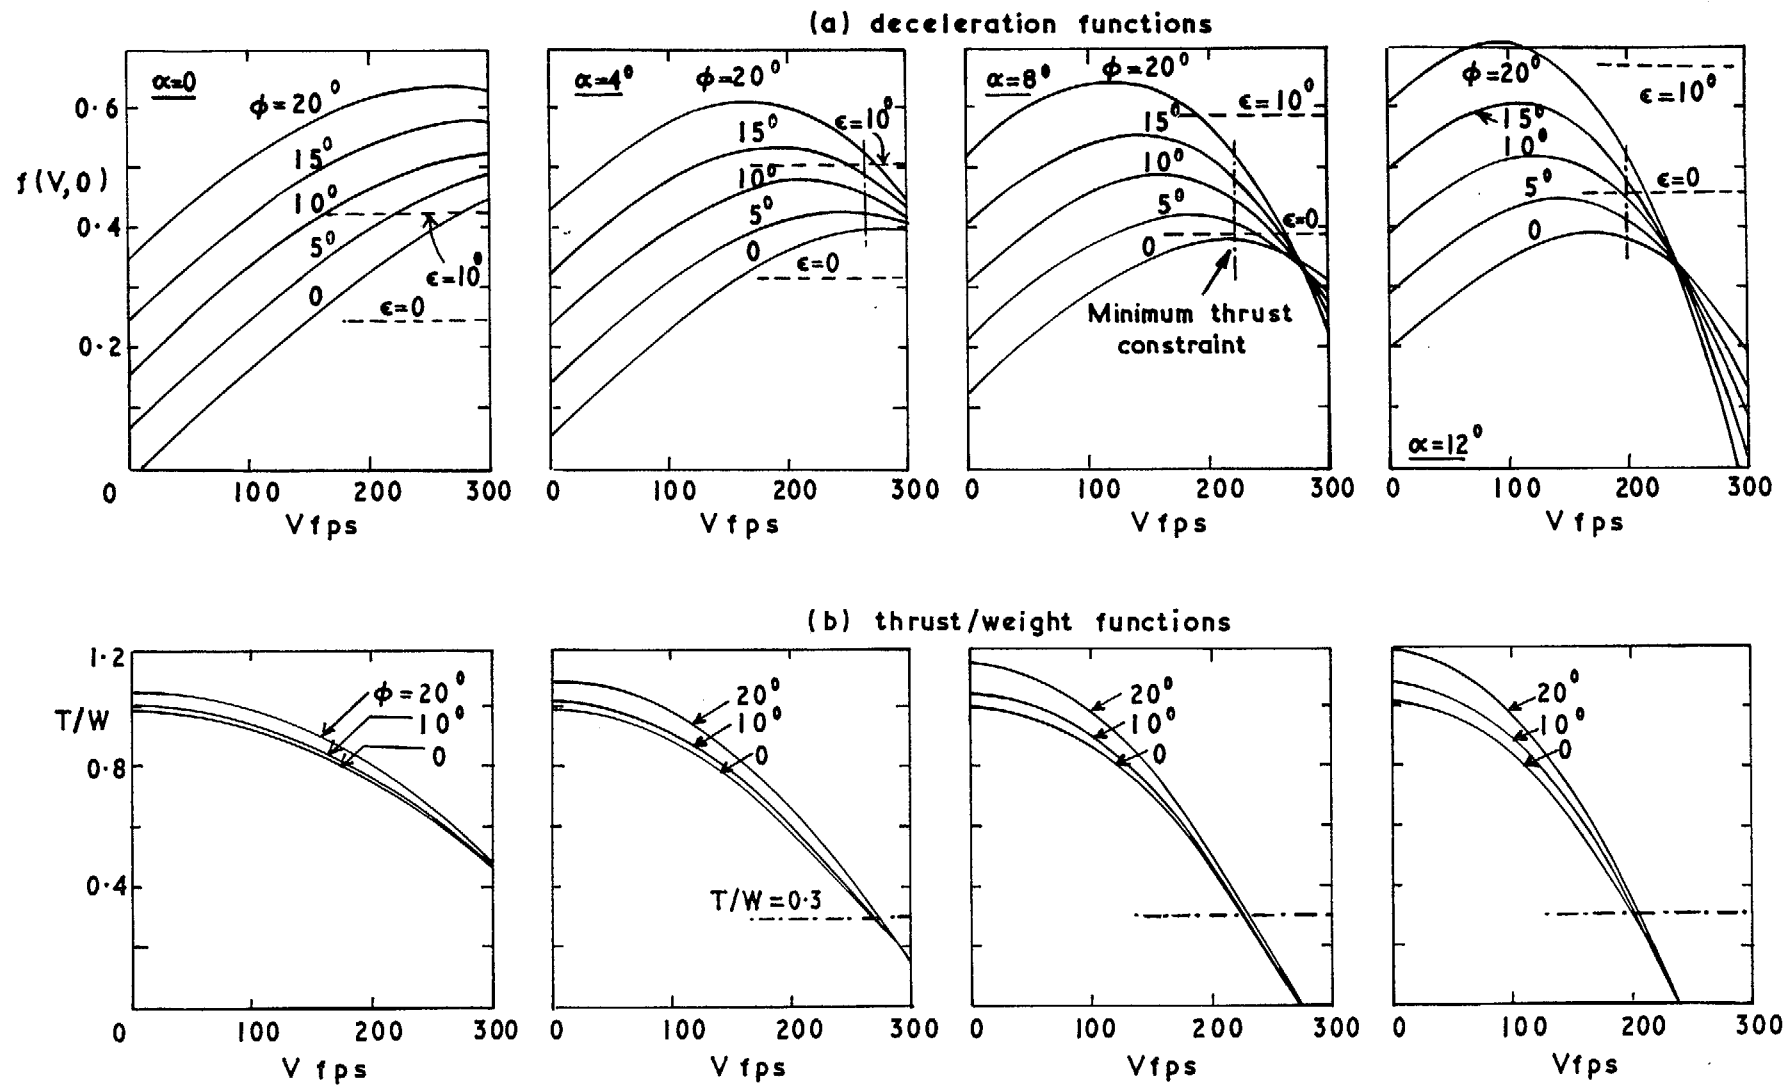 (a) deceleration functions
α=0
φ=20°
15°
10°
5°
0
ϵ=10°
ϵ=0
0·6
f(V,0)
0·4
0·2
0 100 200 300
V fps
α=4°
φ=20°
15°
10°
5°
0
ϵ=10°
ϵ=0
0 100 200 300
V fps
α=8°
φ=20°
15°
10°
5°
0
ϵ=10°
ϵ=0
Minimum thrust
constraint
0 100 200 300
V fps
φ=20°
15°
10°
5°
0
ϵ=10°
ϵ=0
α=12°
0 100 200 300
V fps
(b) thrust/weight functions
1·2
T/W
0·8
0·4
φ=20°
10°
0
0 100 200 300
V fps
20°
10°
0
T/W=0·3
0 100 200 300
V fps
20°
10°
0
0 100 200 300
V fps
20°
10°
0
0 100 200 300
Vfps